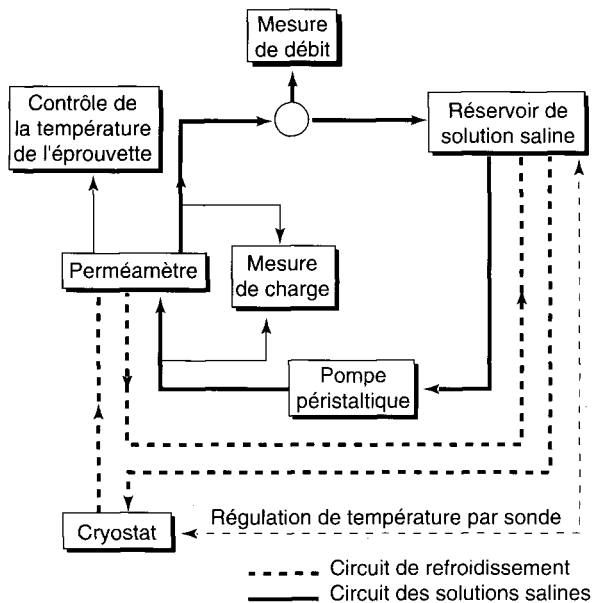 Mesure
de débit
Contrôle de
la température
de l'éprouvette
Réservoir de
solution saline
Perméamètre
Mesure
de charge
Pompe
péristaltique
Régulation de température par sonde
Cryostat
Circuit de refroidissement
Circuit des solutions salines